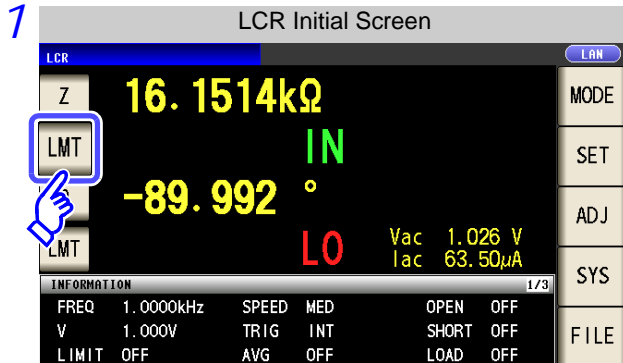 1
LCR Initial Screen
LCR
LAN
Z
16.1514kΩ
MODE
LMT
IN
SET
-89.992 °
ADJ
LMT
LO
Vac 1.026 V
Iac 63.50μA
SYS
INFORMATION
1/3
FREQ 1.0000kHz SPEED MED OPEN OFF
V 1.000V TRIG INT SHORT OFF
FILE
LIMIT OFF AVG OFF LOAD OFF